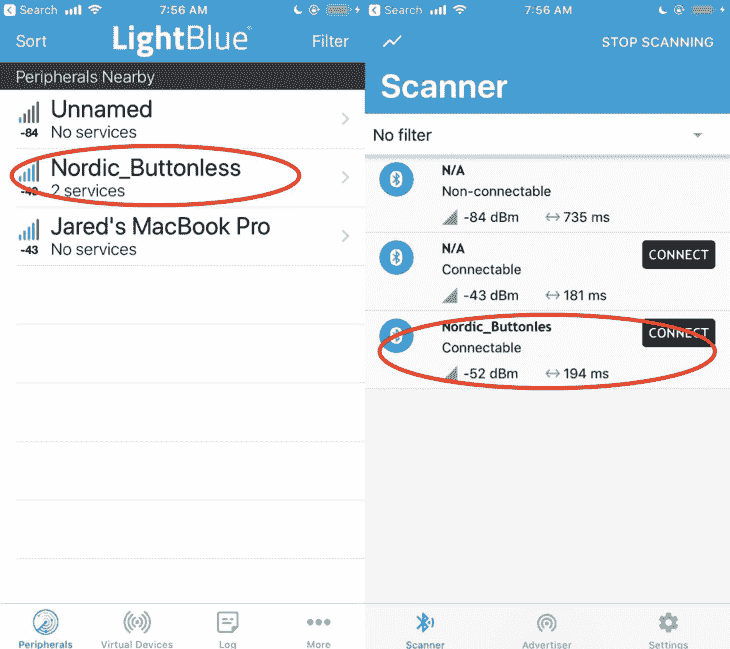 Search 7:56 AM
Sort LightBlue Filter
Peripherals Nearby
Unnamed
-84 No services
Nordic_Buttonless
2 services
Jared's MacBook Pro
-43 No services
Peripherals Virtual Devices Log More
Search 7:56 AM
STOP SCANNING
Scanner
No filter
N/A
Non-connectable
-84 dBm 735 ms
N/A
Connectable CONNECT
-43 dBm 181 ms
Nordic_Buttonles
Connectable CONNECT
-52 dBm 194 ms
Scanner Advertiser Settings